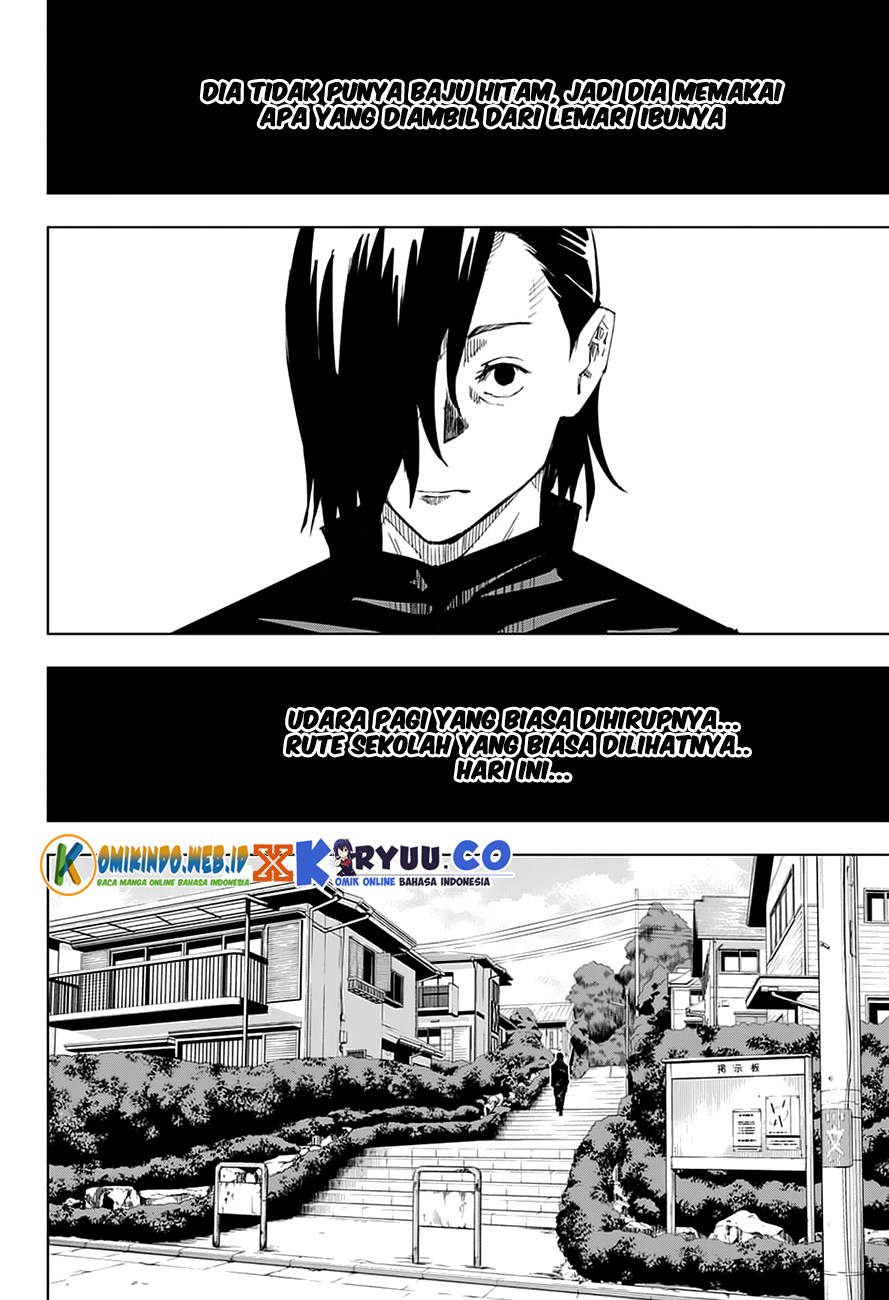 DIA TIDAK PUNYA BAJU HITAM, JADI DIA MEMAKAI
APA YANG DIAMBIL DARI LEMARI IBUNYA
UDARA PAGI YANG BIASA DIHIRUPNYA...
RUTE SEKOLAH YANG BIASA DILIHATNYA..
HARI INI...
KOMIKINDO.WEB.ID X KIRYUU.CO
BACA MANGA ONLINE BAHASA INDONESIA KOMIK ONLINE BAHASA INDONESIA
掲示板
文